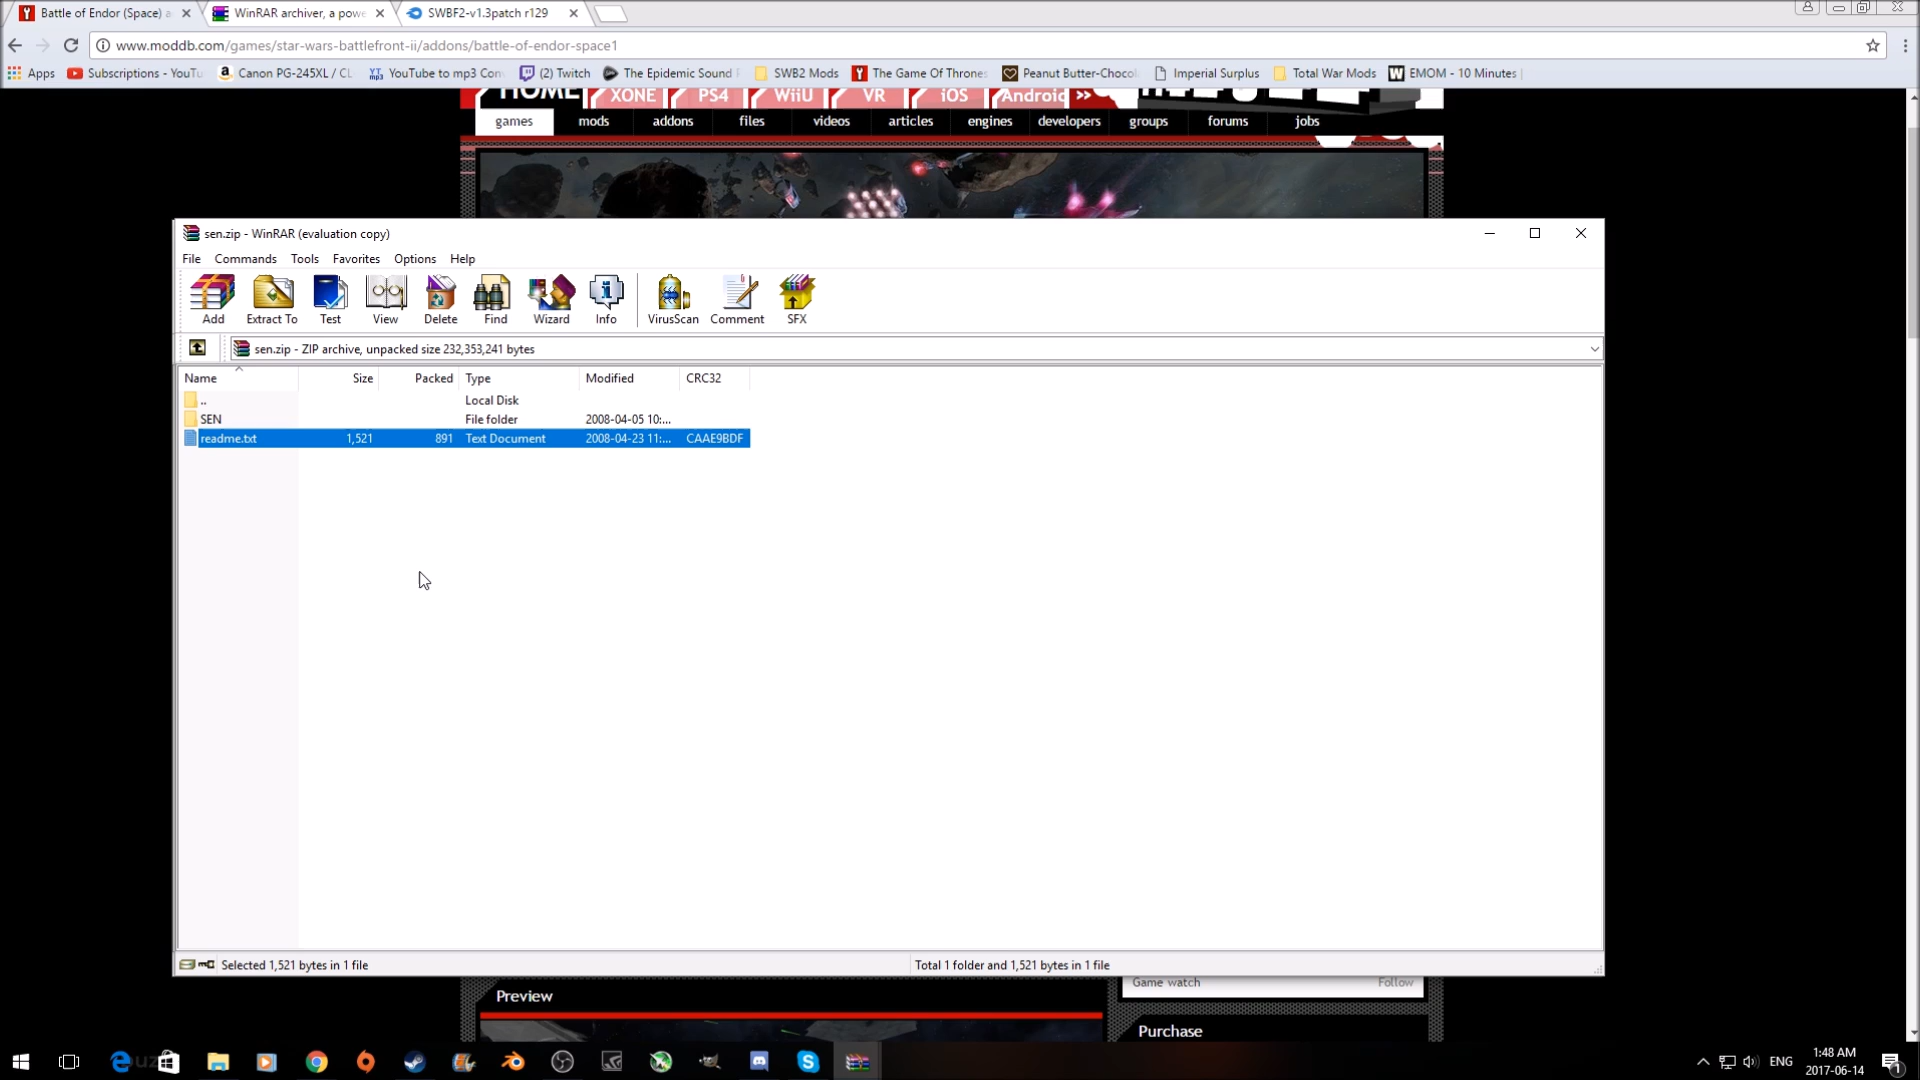 Battle of Endor (Space) a
WinRAR archiver, a powe
SWBF2-v1.3patch r129
www.moddb.com/games/star-wars-battlefront-ii/addons/battle-of-endor-space1
Apps
Subscriptions - YouTu
Canon PG-245XL / CL
YouTube to mp3 Con
(2) Twitch
The Epidemic Sound
SWB2 Mods
The Game Of Thrones
Peanut Butter-Chocol
Imperial Surplus
Total War Mods
EMOM - 10 Minutes
HOME XONE PS4 WiiU VR iOS Android >>
games mods addons files videos articles engines developers groups forums jobs
sen.zip - WinRAR (evaluation copy)
File Commands Tools Favorites Options Help
Add Extract To Test View Delete Find Wizard Info VirusScan Comment SFX
sen.zip - ZIP archive, unpacked size 232,353,241 bytes
Name Size Packed Type Modified CRC32
.. Local Disk
SEN File folder 2008-04-05 10:...
readme.txt 1,521 891 Text Document 2008-04-23 11:... CAAE9BDF
Selected 1,521 bytes in 1 file
Total 1 folder and 1,521 bytes in 1 file
Game watch Follow
Preview
Purchase
ENG
1:48 AM
2017-06-14
1